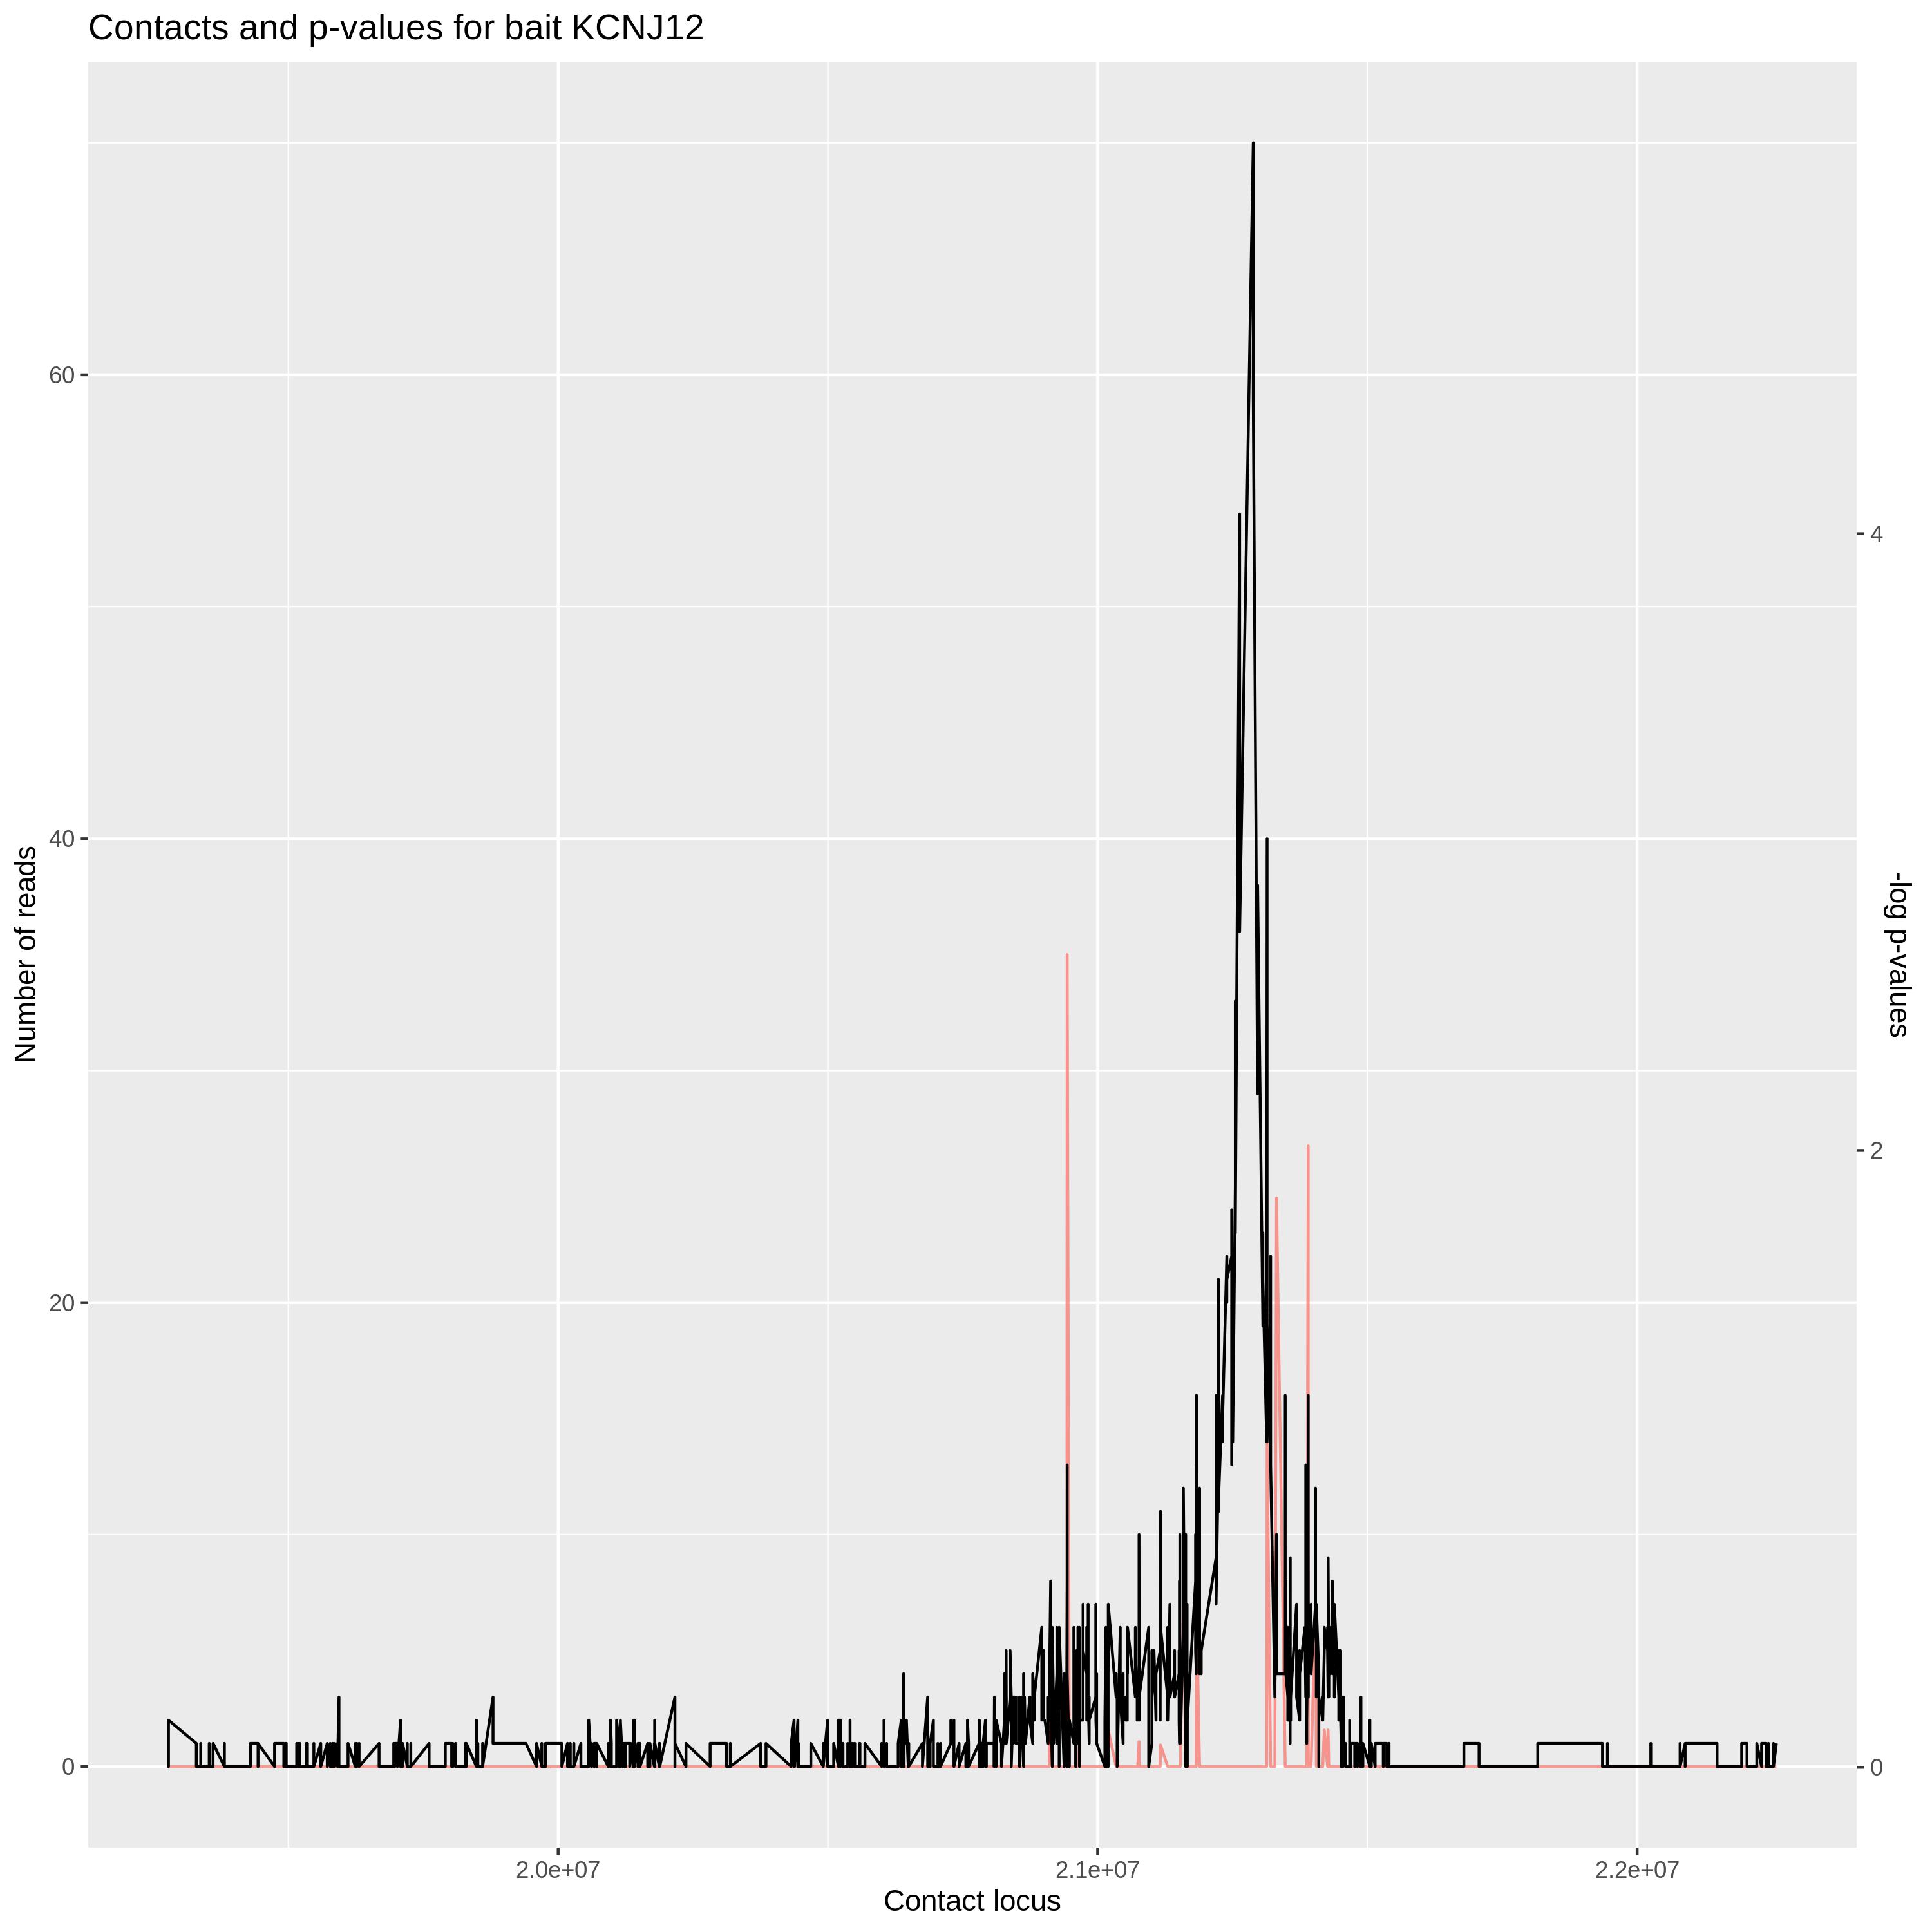 Contacts and p-values for bait KCNJ12
60
40
20
0
Number of reads
4
2
0
-log p-values
2.0e+07
2.1e+07
2.2e+07
Contact locus